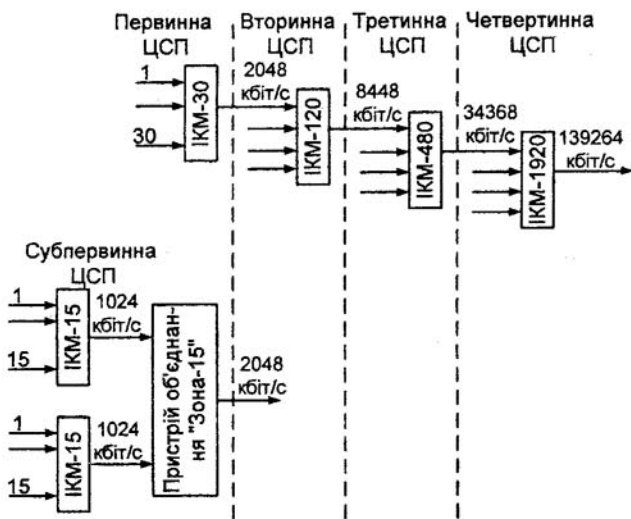 Первинна
ЦСП
Вторинна
ЦСП
Третинна
ЦСП
Четвертинна
ЦСП
1
30
ІКМ-30
2048
кбіт/с
ІКМ-120
8448
кбіт/с
ІКМ-480
34368
кбіт/с
ІКМ-1920
139264
кбіт/с
Субпервинна
ЦСП
1
15
ІКМ-15
1024
кбіт/с
Пристрій об'єднан-
ня "Зона-15"
2048
кбіт/с
1
15
ІКМ-15
1024
кбіт/с